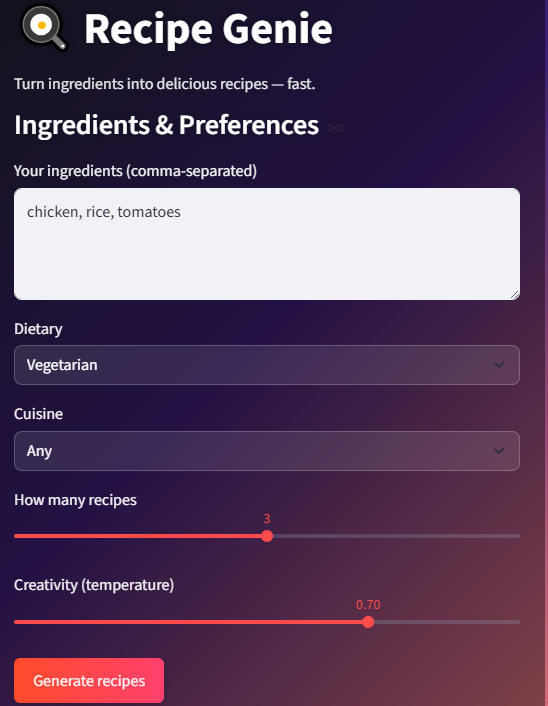 Recipe Genie
Turn ingredients into delicious recipes — fast.
Ingredients & Preferences
Your ingredients (comma-separated)
chicken, rice, tomatoes
Dietary
Vegetarian
Cuisine
Any
How many recipes
3
Creativity (temperature)
0.70
Generate recipes